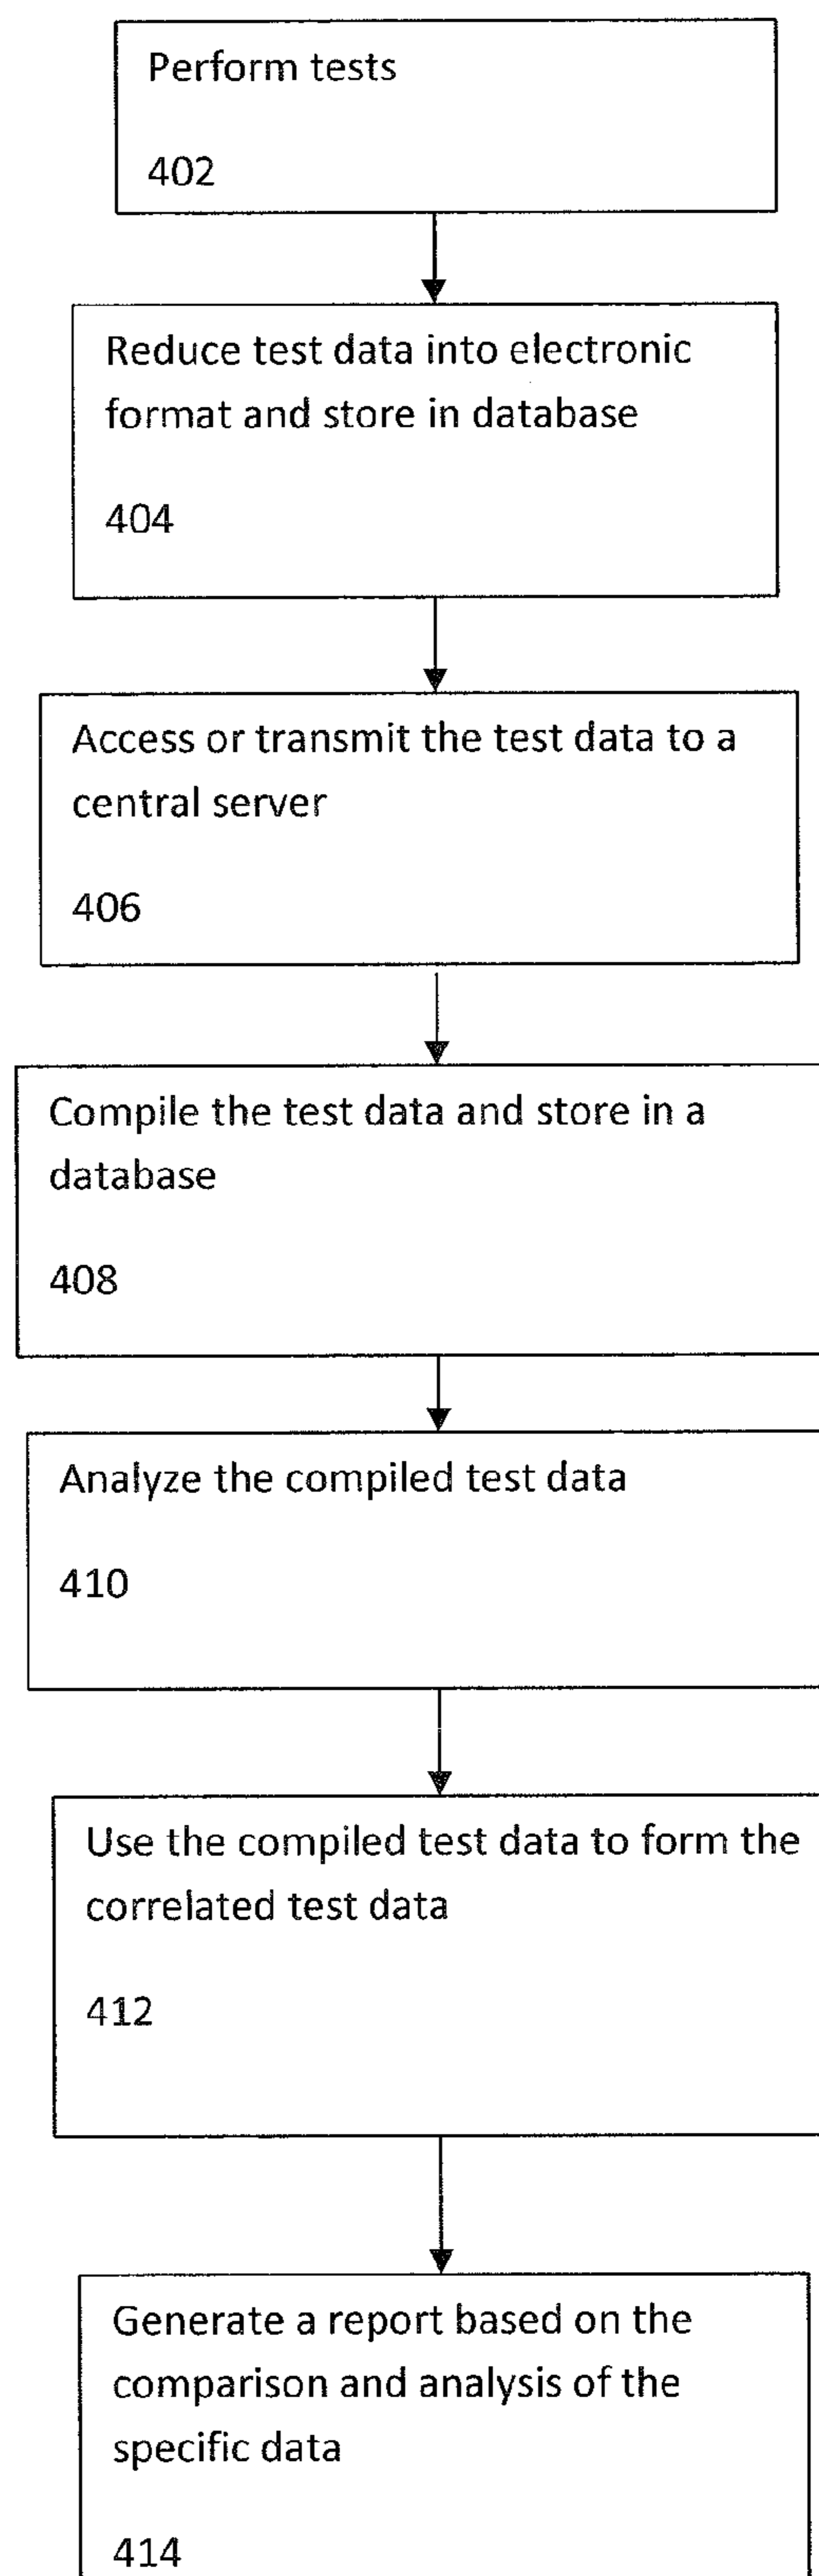 Perform tests
402
Reduce test data into electronic
format and store in database
404
Access or transmit the test data to a
central server
406
Compile the test data and store in a
database
408
Analyze the compiled test data
410
Use the compiled test data to form the
correlated test data
412
Generate a report based on the
comparison and analysis of the
specific data
414